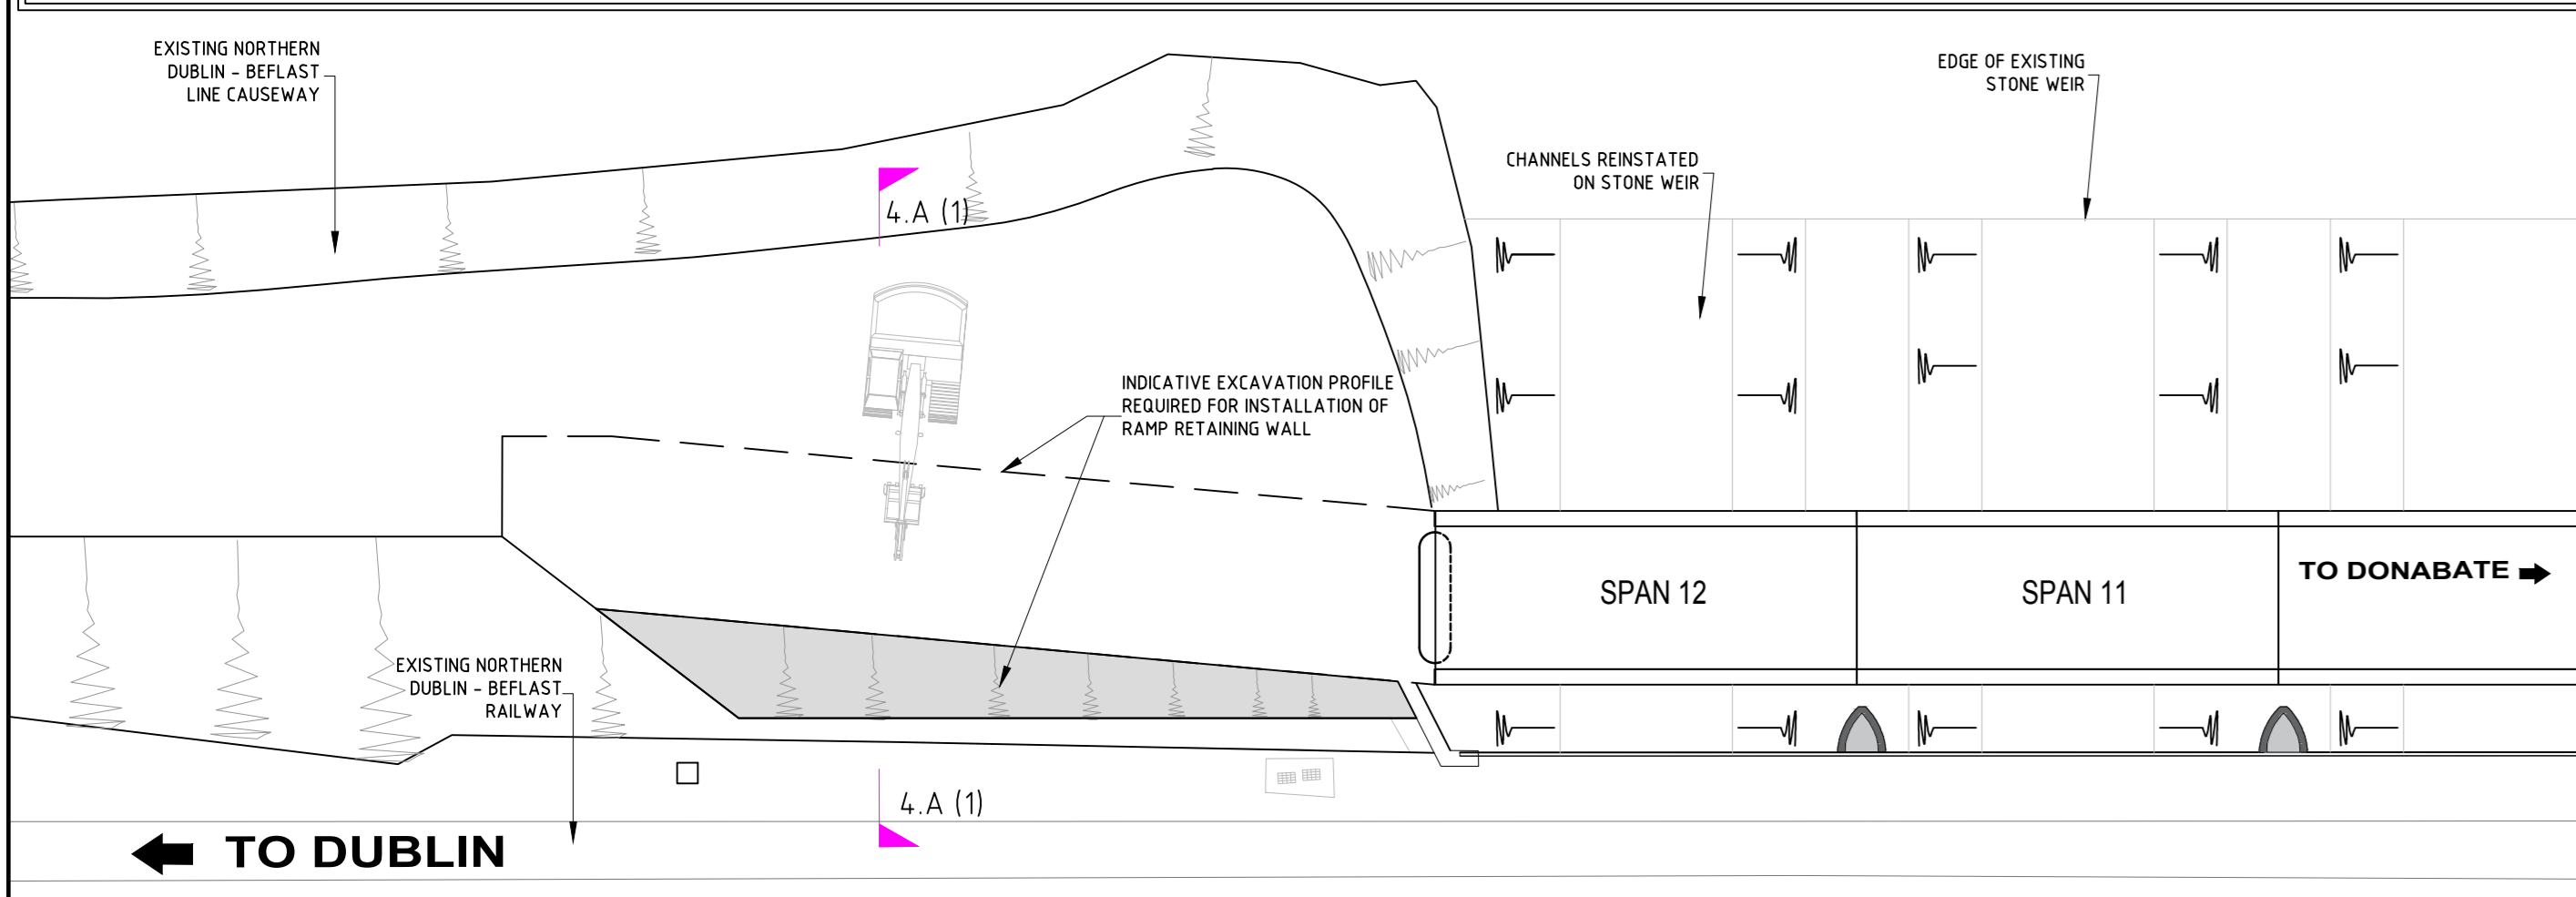 EXISTING NORTHERN
DUBLIN - BEFLAST
LINE CAUSEWAY
EDGE OF EXISTING
STONE WEIR
CHANNELS REINSTATED
ON STONE WEIR
4.A (1)
INDICATIVE EXCAVATION PROFILE
REQUIRED FOR INSTALLATION OF
RAMP RETAINING WALL
SPAN 12
SPAN 11
TO DONABATE
EXISTING NORTHERN
DUBLIN - BEFLAST
RAILWAY
4.A (1)
TO DUBLIN